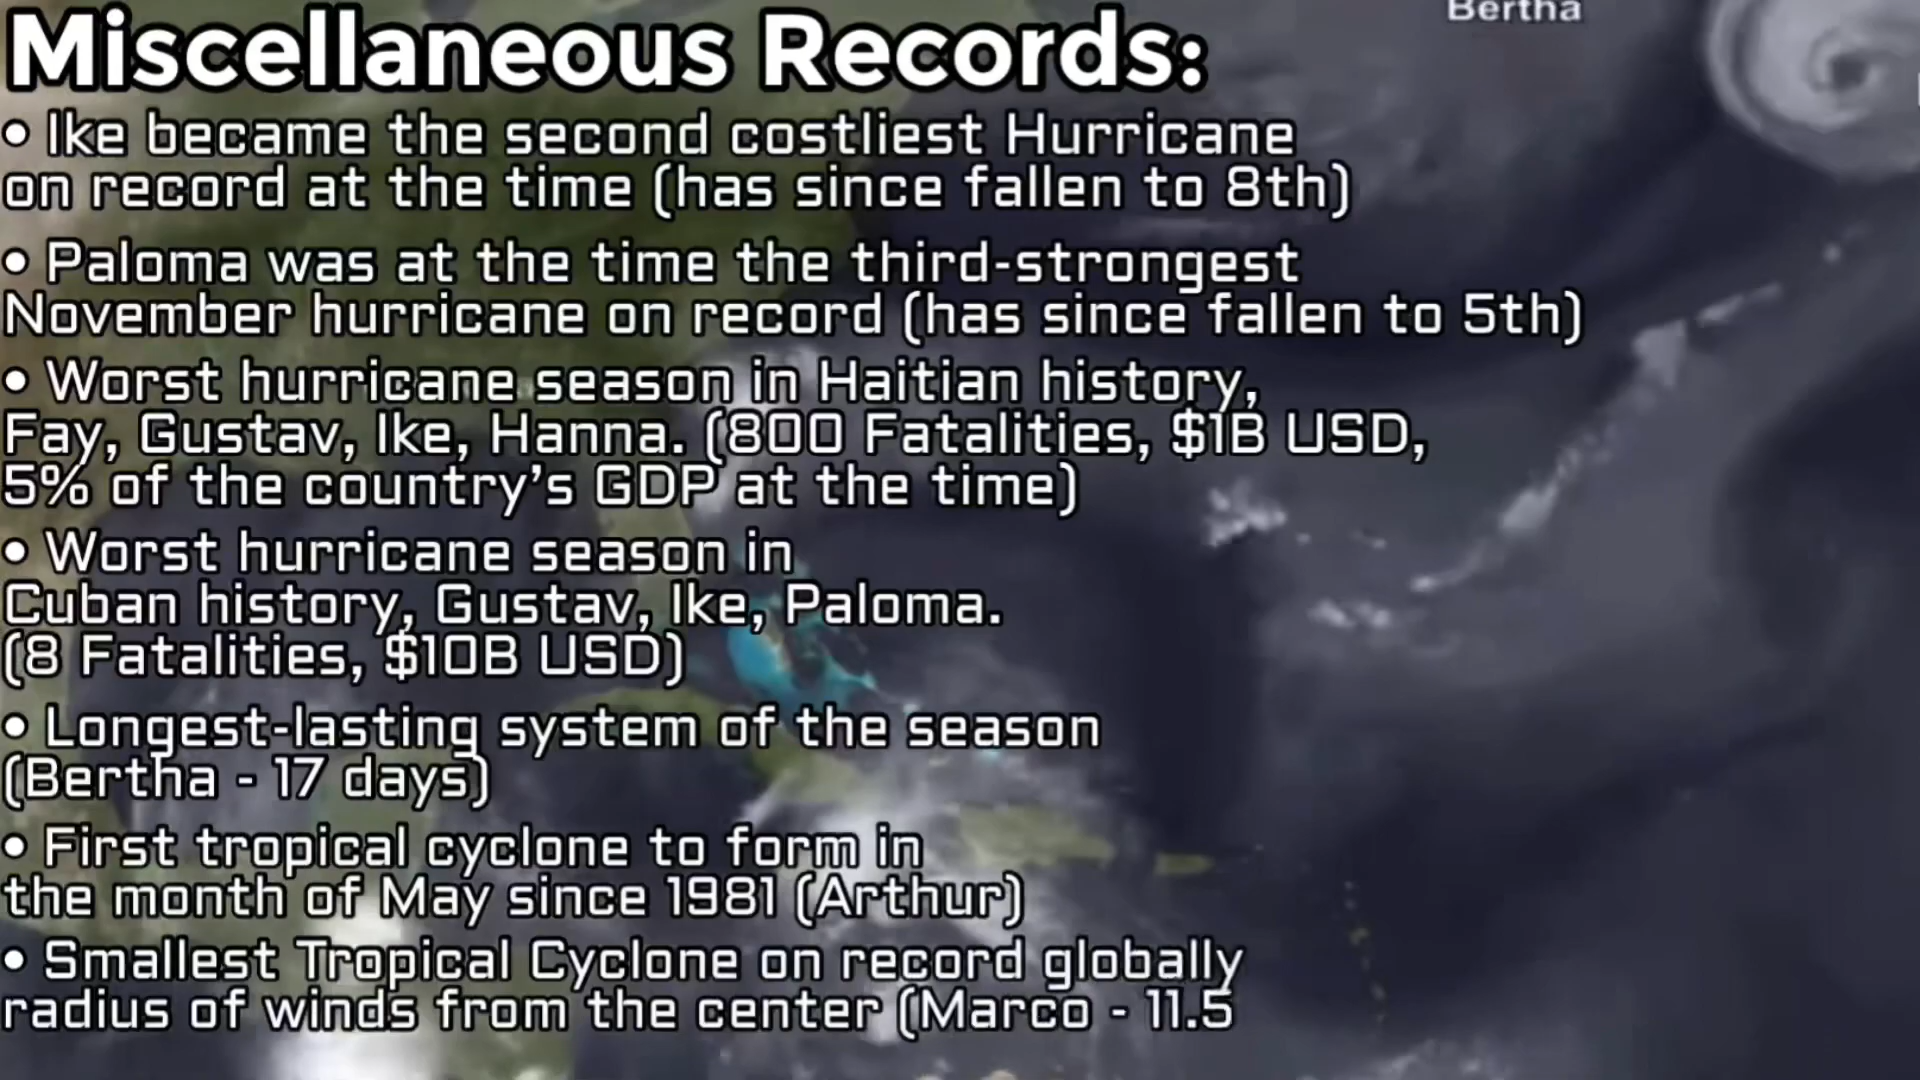 Bertha
Miscellaneous Records:
• Ike became the second costliest Hurricane
on record at the time (has since fallen to 8th)
• Paloma was at the time the third-strongest
November hurricane on record (has since fallen to 5th)
• Worst hurricane season in Haitian history,
Fay, Gustav, Ike, Hanna. (800 Fatalities, $1B USD,
5% of the country's GDP at the time)
• Worst hurricane season in
Cuban history, Gustav, Ike, Paloma.
(8 Fatalities, $10B USD)
• Longest-lasting system of the season
(Bertha - 17 days)
• First tropical cyclone to form in
the month of May since 1981 (Arthur)
• Smallest Tropical Cyclone on record globally
radius of winds from the center (Marco - 11.5